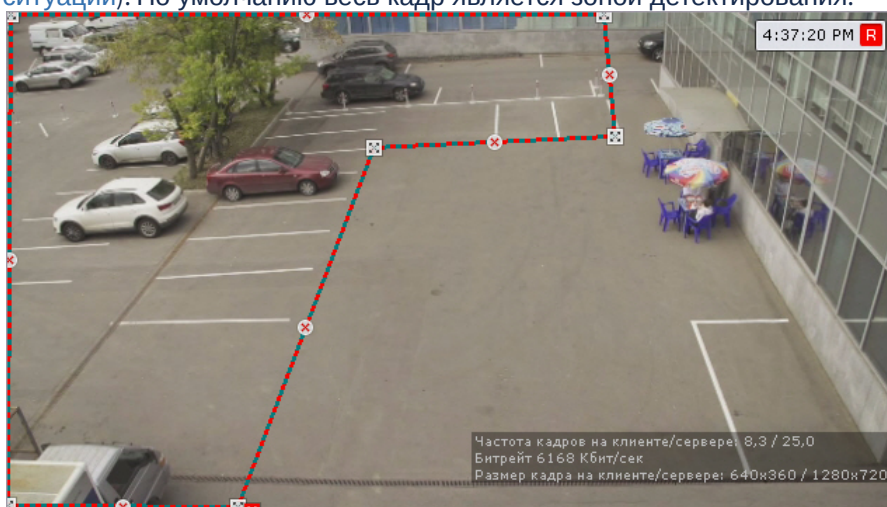 ситуации). По умолчанию весь кадр является зоной детектирования.
4:37:20 PM R
Частота кадров на клиенте/сервере: 8,3 / 25,0
Битрейт 6168 Кбит/сек
Размер кадра на клиенте/сервере: 640x360 / 1280x720